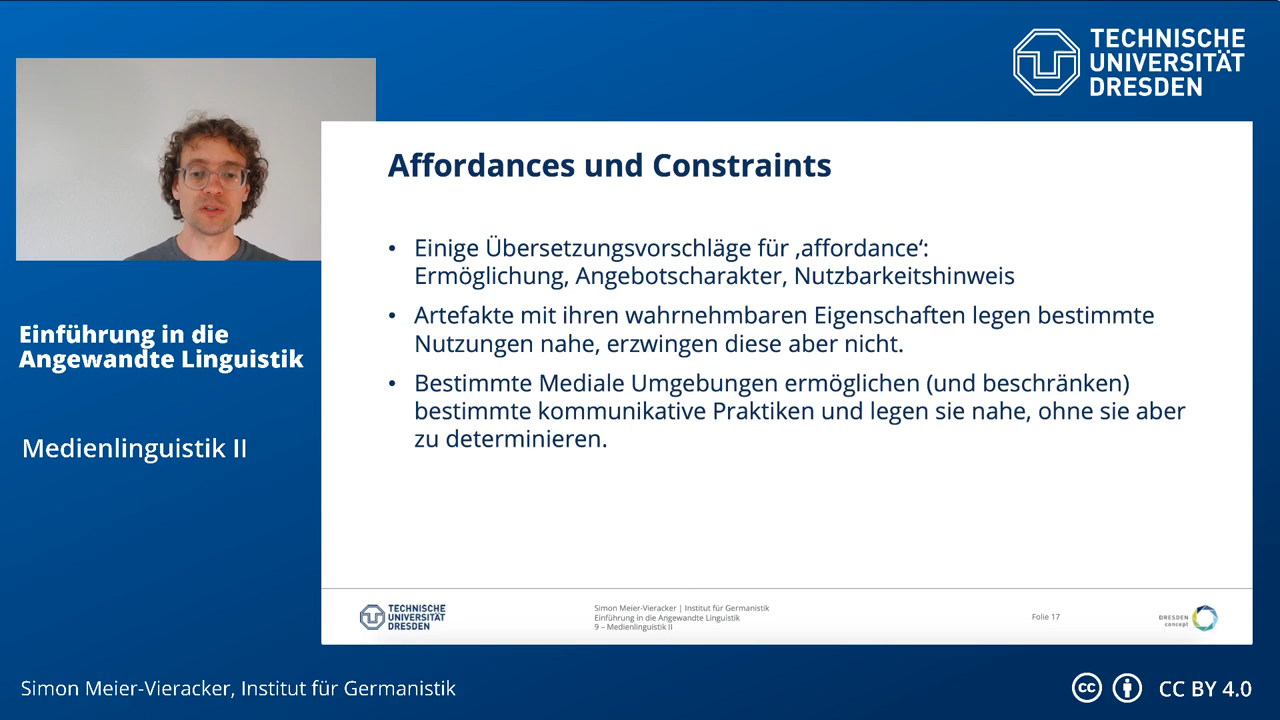 TECHNISCHE
UNIVERSITÄT
DRESDEN
Affordances und Constraints
• Einige Übersetzungsvorschläge für ‚affordance‘:
Ermöglichung, Angebotscharakter, Nutzbarkeitshinweis
• Artefakte mit ihren wahrnehmbaren Eigenschaften legen bestimmte
Nutzungen nahe, erzwingen diese aber nicht.
• Bestimmte Mediale Umgebungen ermöglichen (und beschränken)
bestimmte kommunikative Praktiken und legen sie nahe, ohne sie aber
zu determinieren.
Einführung in die
Angewandte Linguistik
Medienlinguistik II
TECHNISCHE
UNIVERSITÄT
DRESDEN
Simon Meier-Vieracker | Institut für Germanistik
Einführung in die Angewandte Linguistik
9 – Medienlinguistik II
Folie 17
DRESDEN
concept
Simon Meier-Vieracker, Institut für Germanistik
cc
CC BY 4.0